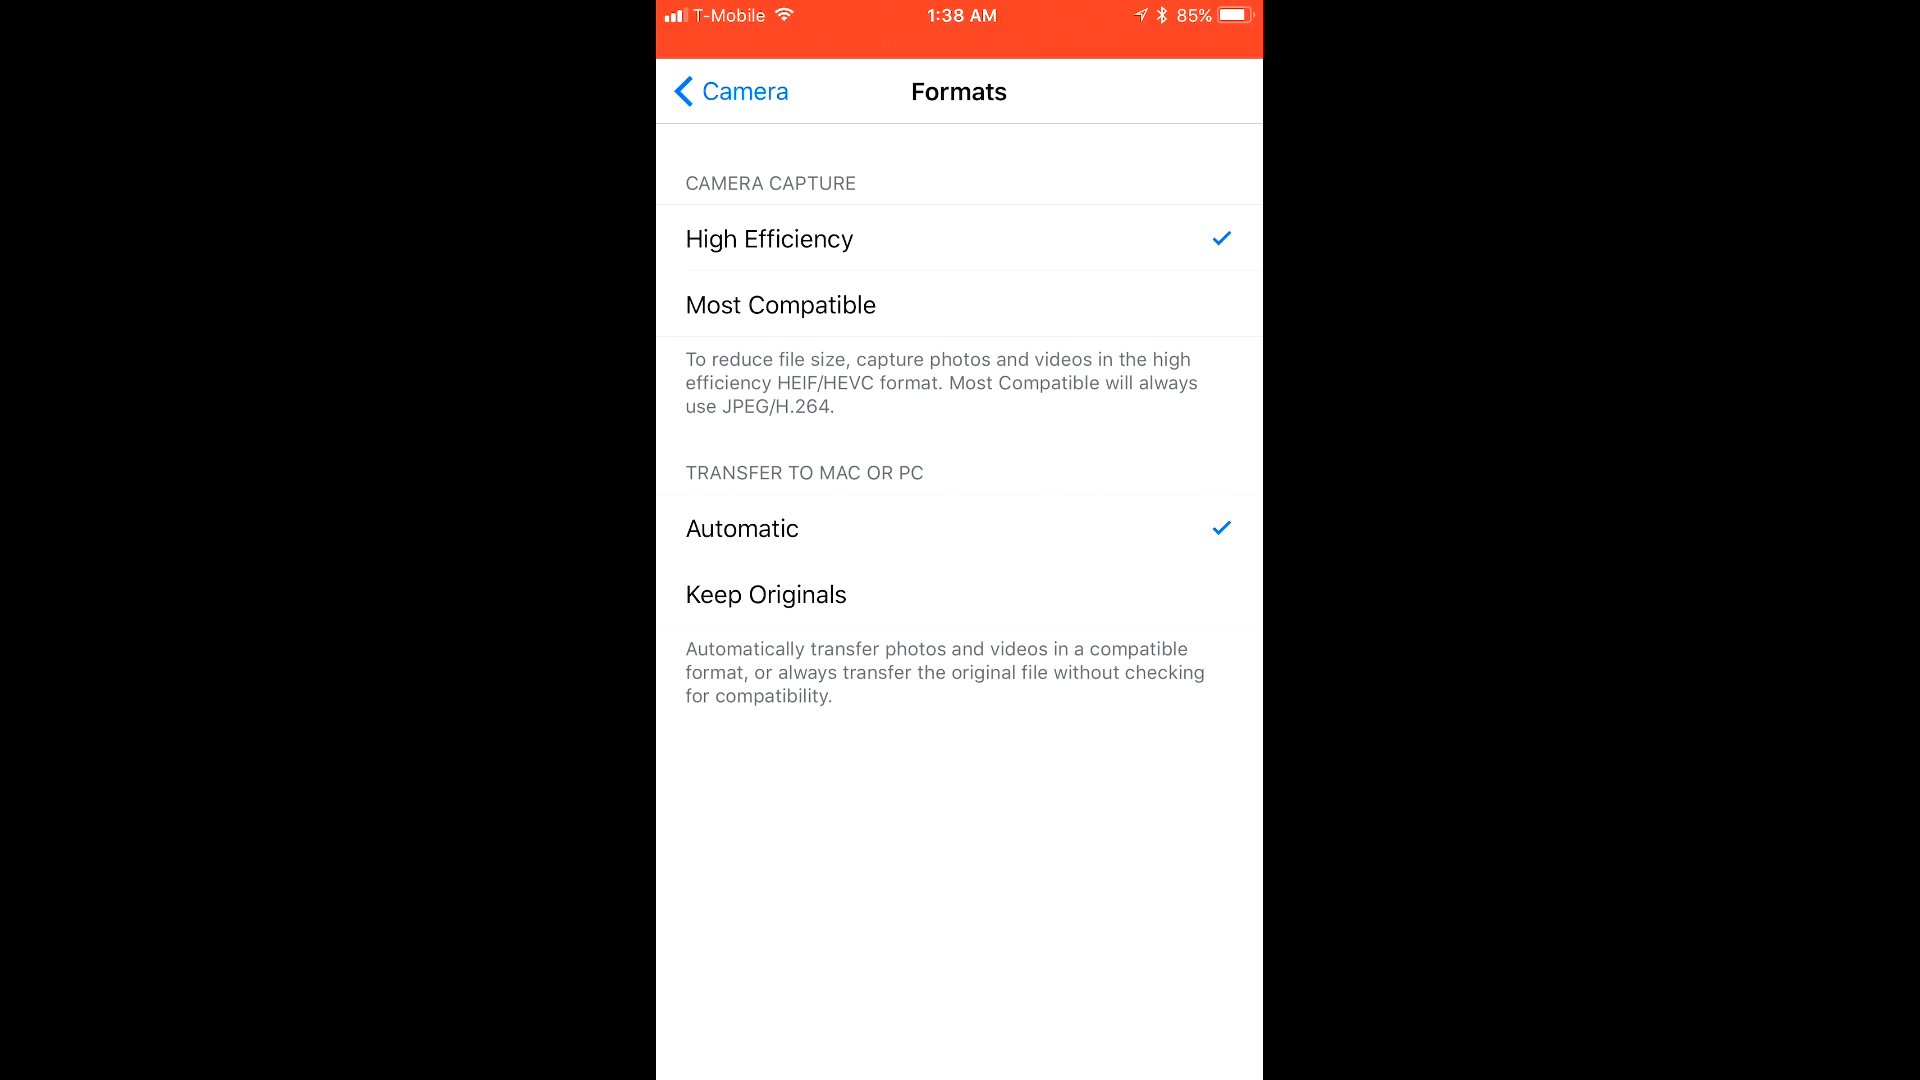 T-Mobile 1:38 AM 85%
Camera Formats
CAMERA CAPTURE
High Efficiency
Most Compatible
To reduce file size, capture photos and videos in the high
efficiency HEIF/HEVC format. Most Compatible will always
use JPEG/H.264.
TRANSFER TO MAC OR PC
Automatic
Keep Originals
Automatically transfer photos and videos in a compatible
format, or always transfer the original file without checking
for compatibility.